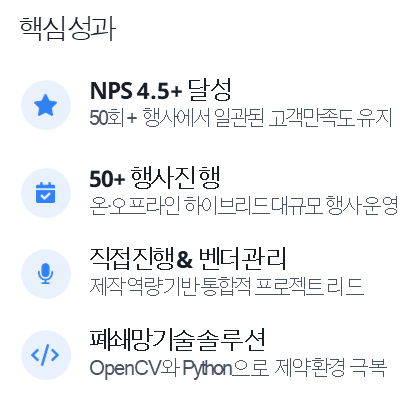 핵심성과
NPS 4.5+ 달성
50회+ 행사에서 일관된 고객만족도 유지
50+ 행사진행
온·오프라인 하이브리드 대규모 행사 운영
직접진행& 벤더관리
제작 역량 기반 통합적 프로젝트 리드
폐쇄망기술솔루션
OpenCV와 Python으로 제약환경 극복